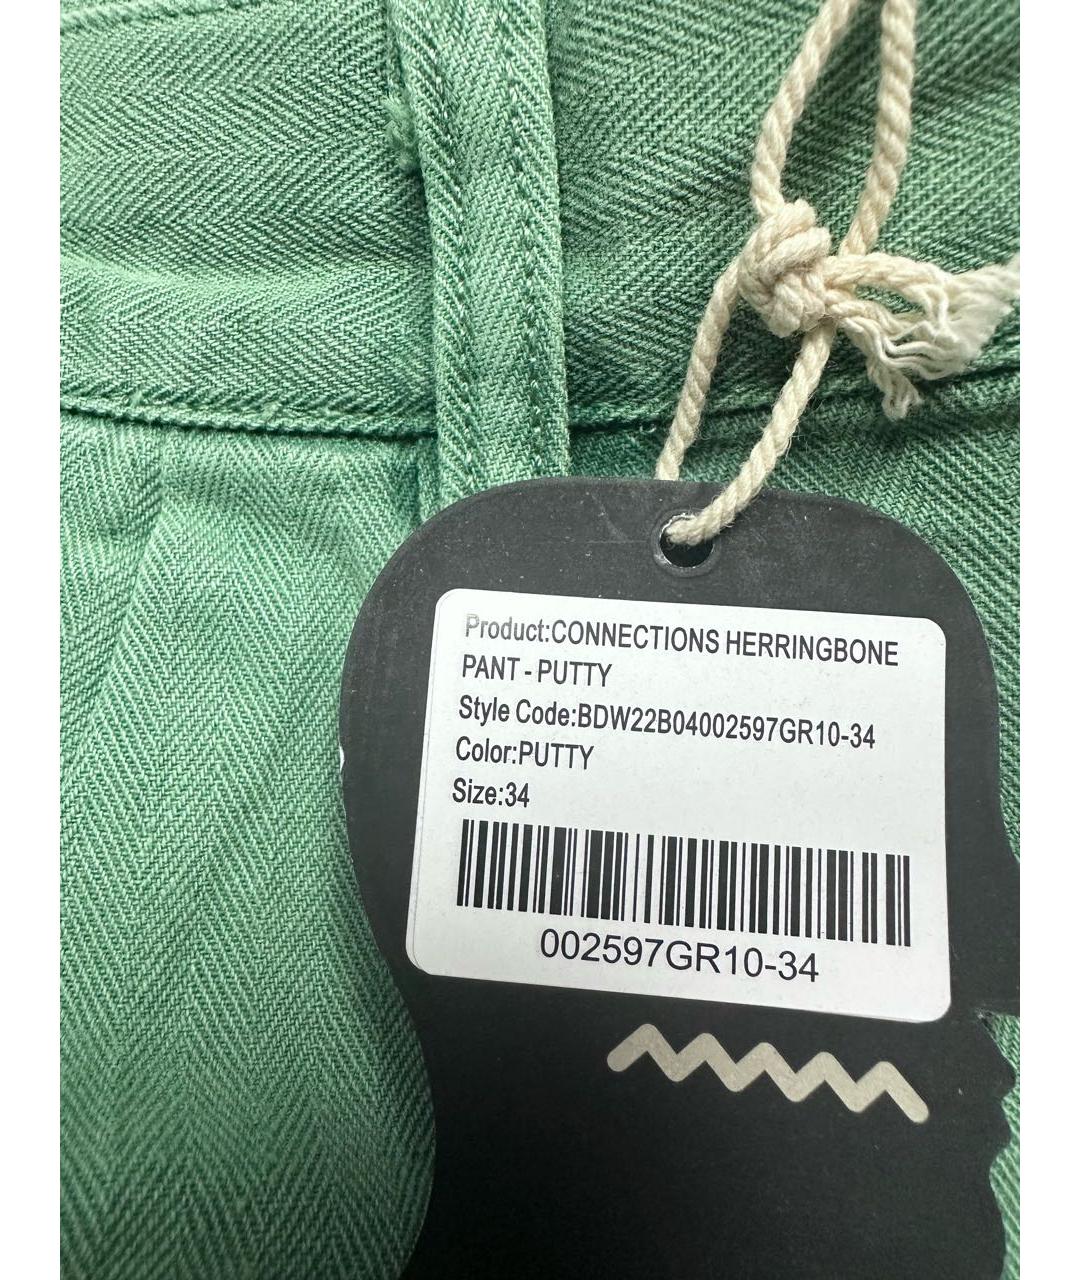 Product:CONNECTIONS HERRINGBONE
PANT - PUTTY
Style Code:BDW22B04002597GR10-34
Color:PUTTY
Size:34
002597GR10-34